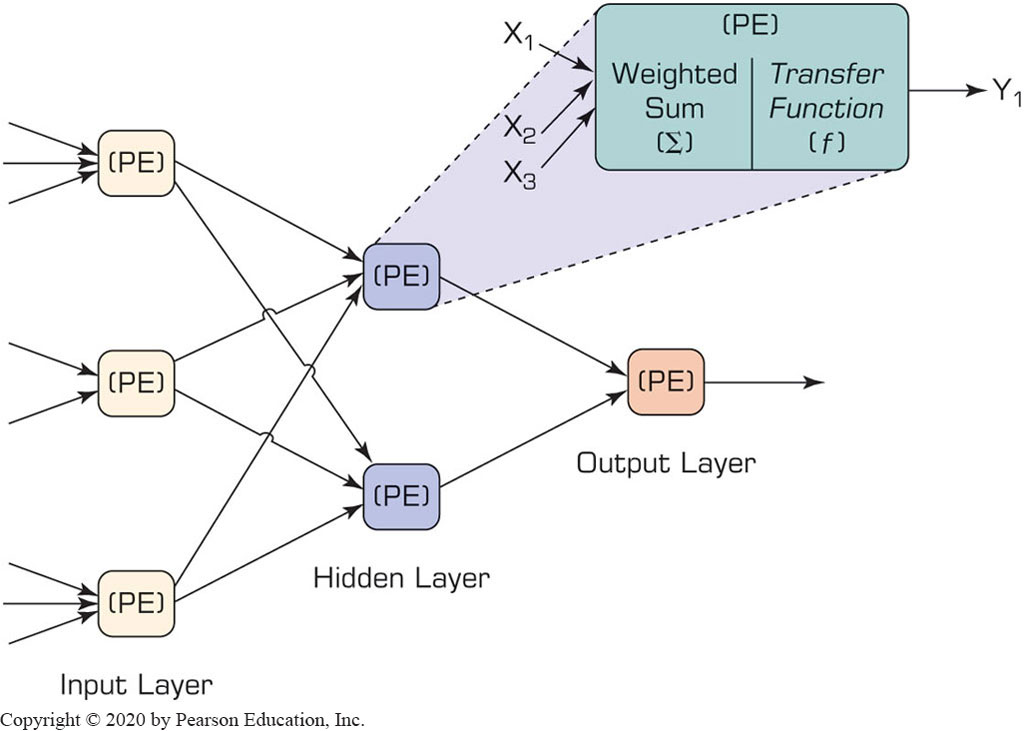 (PE)
X1
Weighted
Sum
(Σ)
Transfer
Function
(f)
Y1
X2
X3
(PE)
(PE)
(PE)
(PE)
Output Layer
(PE)
Hidden Layer
(PE)
Input Layer
Copyright © 2020 by Pearson Education, Inc.